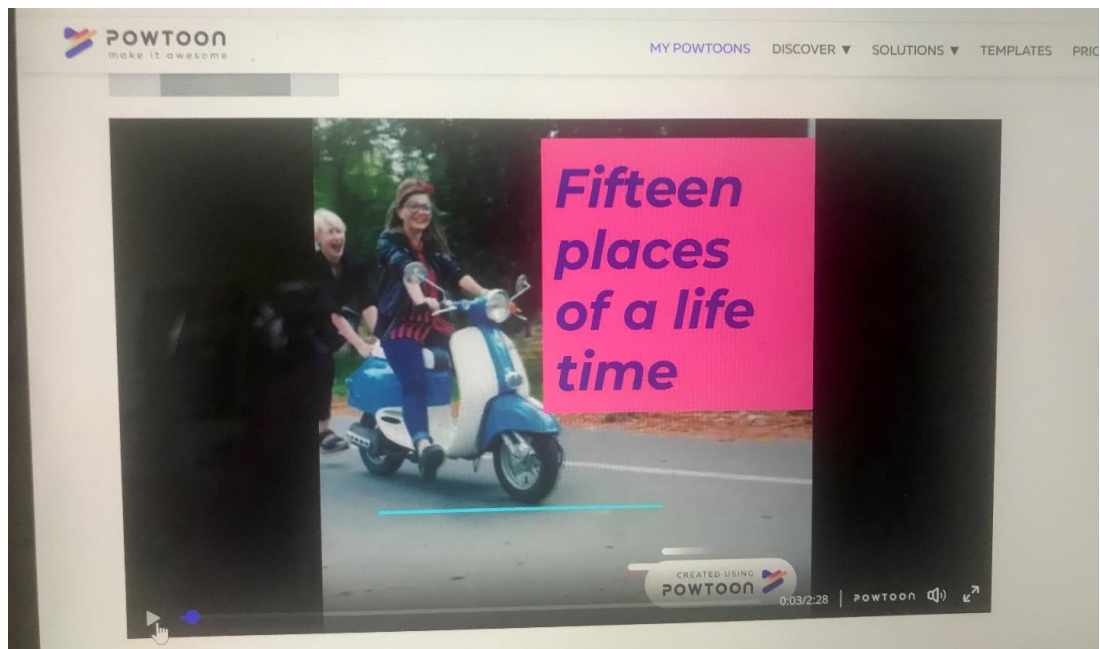 POWTOON
make it awesome
MY POWTOONS DISCOVER ▼ SOLUTIONS ▼ TEMPLATES PRIC
Fifteen
places
of a life
time
CREATED USING
POWTOON
0:03/2:28 POWTOON